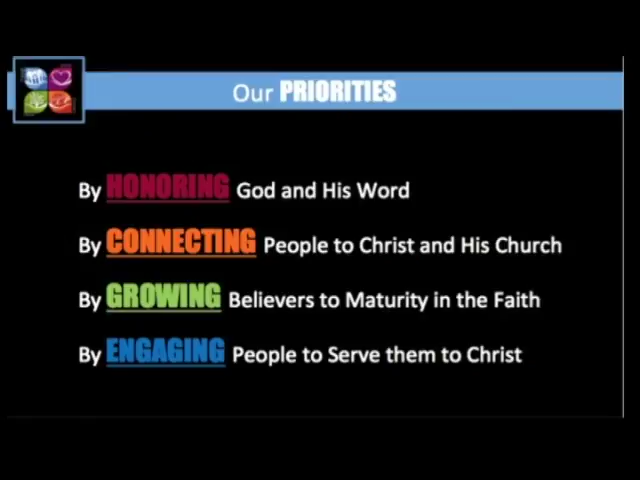 Our PRIORITIES
By HONORING God and His Word
By CONNECTING People to Christ and His Church
By GROWING Believers to Maturity in the Faith
By ENGAGING People to Serve them to Christ